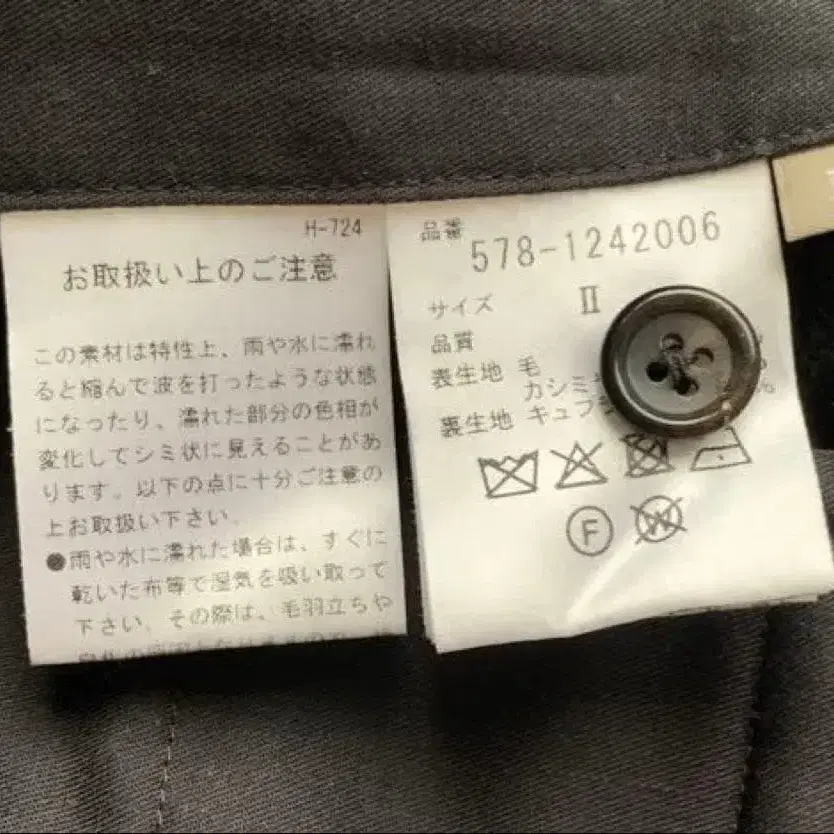 H-724
お取扱い上のご注意
この素材は特性上、雨や水に濡れ
ると縮んで波を打ったような状態
になったり、濡れた部分の色相が
変化してシミ状に見えることがあ
ります。以下の点に十分ご注意の
上お取扱い下さい。
●雨や水に濡れた場合は、すぐに
乾いた布等で湿気を吸い取って
下さい。その際は、毛羽立ちや
品番 578-1242006
サイズ Ⅱ
品質
表生地 毛
カシミ
裏生地 キュプ
%
F
W